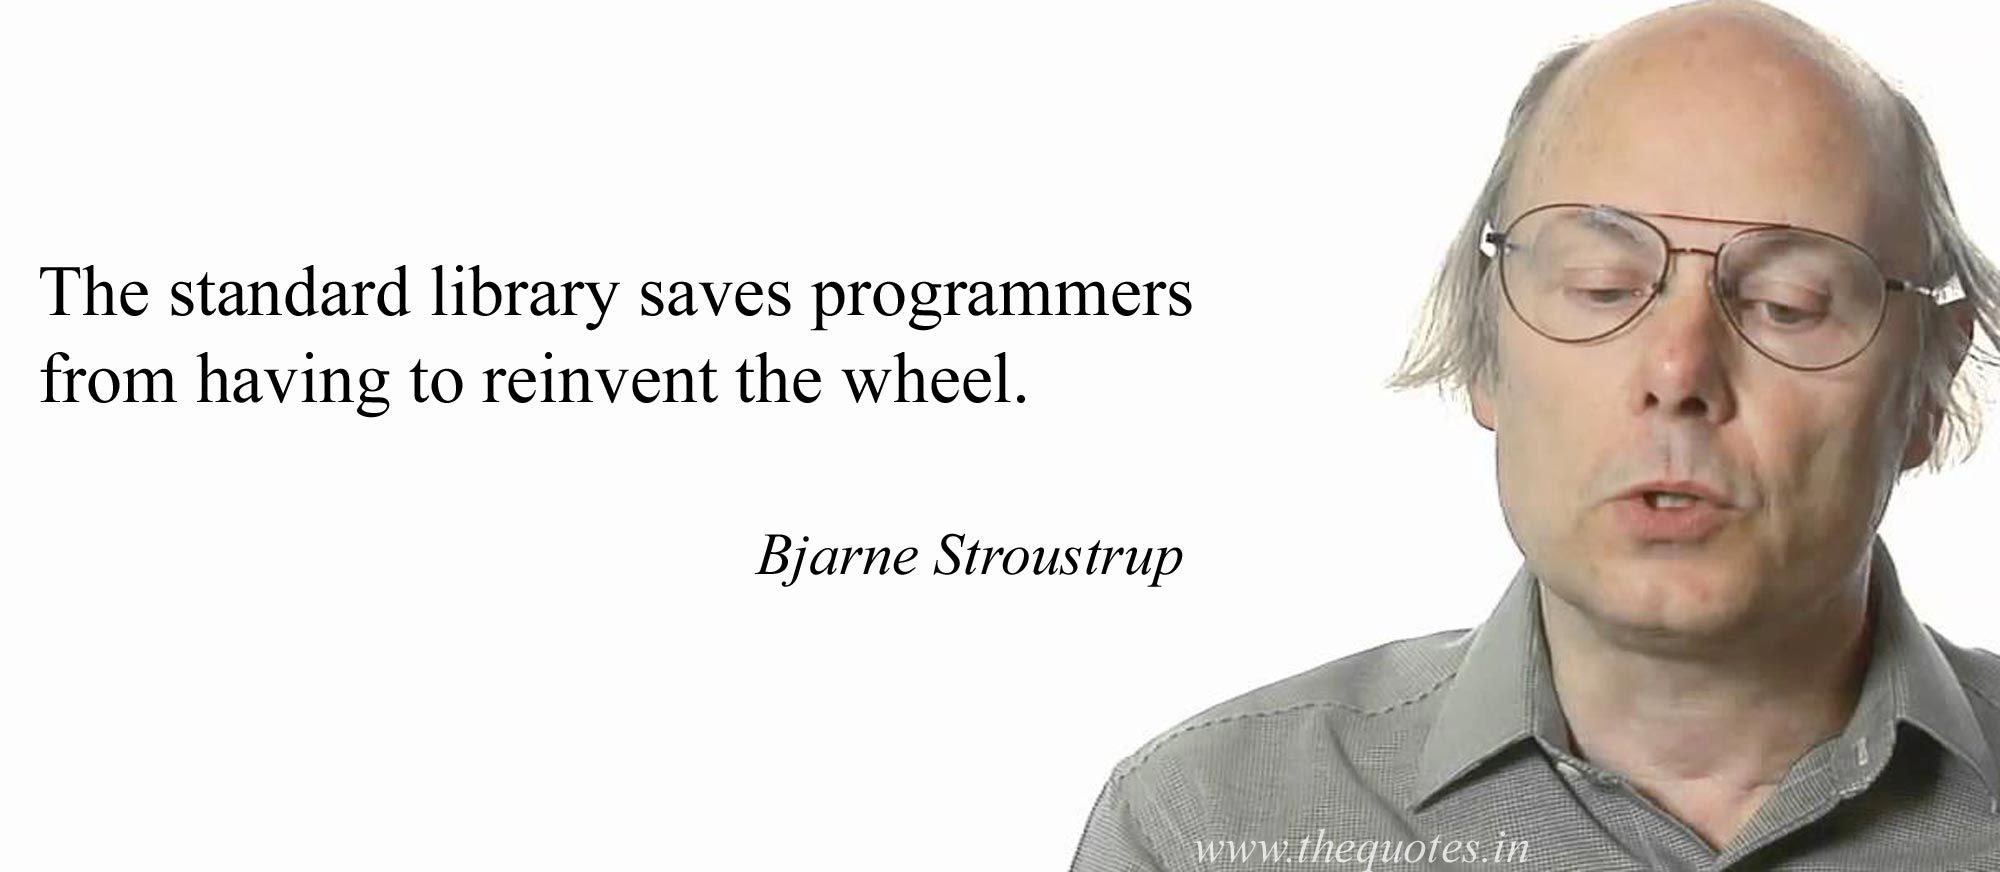 The standard library saves programmers
from having to reinvent the wheel.
Bjarne Stroustrup
www.thequotes.in